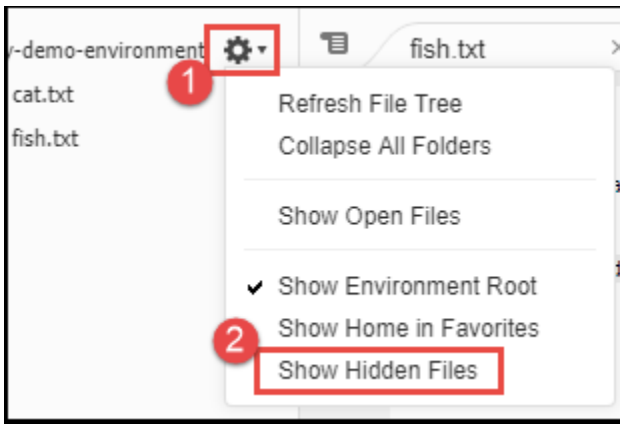 y-demo-environment
fish.txt
1
cat.txt
fish.txt
Refresh File Tree
Collapse All Folders
Show Open Files
Show Environment Root
Show Home in Favorites
2
Show Hidden Files